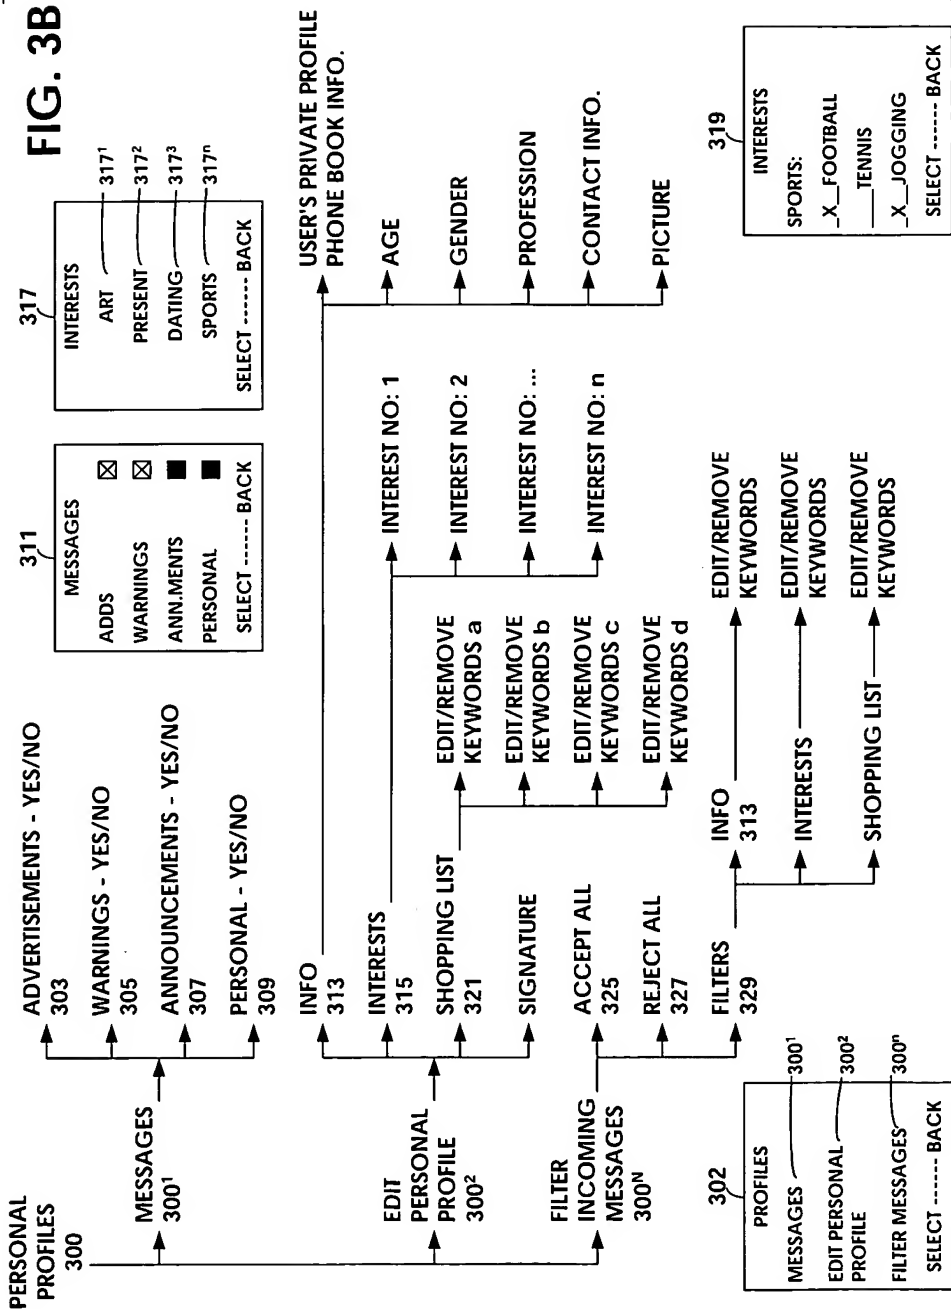 FIG. 3B
PERSONAL
PROFILES
300
MESSAGES
300¹
ADVERTISEMENTS - YES/NO
303
WARNINGS - YES/NO
305
ANNOUNCEMENTS - YES/NO
307
PERSONAL - YES/NO
309
EDIT
PERSONAL
PROFILE
300²
INFO
313
USER'S PRIVATE PROFILE
PHONE BOOK INFO.
AGE
GENDER
PROFESSION
CONTACT INFO.
PICTURE
INTERESTS
315
INTEREST NO: 1
INTEREST NO: 2
INTEREST NO: ...
INTEREST NO: n
SHOPPING LIST
321
EDIT/REMOVE
KEYWORDS a
EDIT/REMOVE
KEYWORDS b
EDIT/REMOVE
KEYWORDS c
EDIT/REMOVE
KEYWORDS d
SIGNATURE
FILTER
INCOMING
MESSAGES
300ᴺ
ACCEPT ALL
325
REJECT ALL
327
FILTERS
329
INFO
313
EDIT/REMOVE
KEYWORDS
INTERESTS
EDIT/REMOVE
KEYWORDS
SHOPPING LIST
EDIT/REMOVE
KEYWORDS
311
MESSAGES
ADDS
WARNINGS
ANN.MENTS
PERSONAL
SELECT ------ BACK
317
INTERESTS
ART 317¹
PRESENT 317²
DATING 317³
SPORTS 317ⁿ
SELECT ------ BACK
302
PROFILES
MESSAGES 300¹
EDIT PERSONAL 300²
PROFILE
FILTER MESSAGES 300ⁿ
SELECT ------ BACK
319
INTERESTS
SPORTS:
_X_FOOTBALL
___TENNIS
_X_JOGGING
SELECT ------ BACK